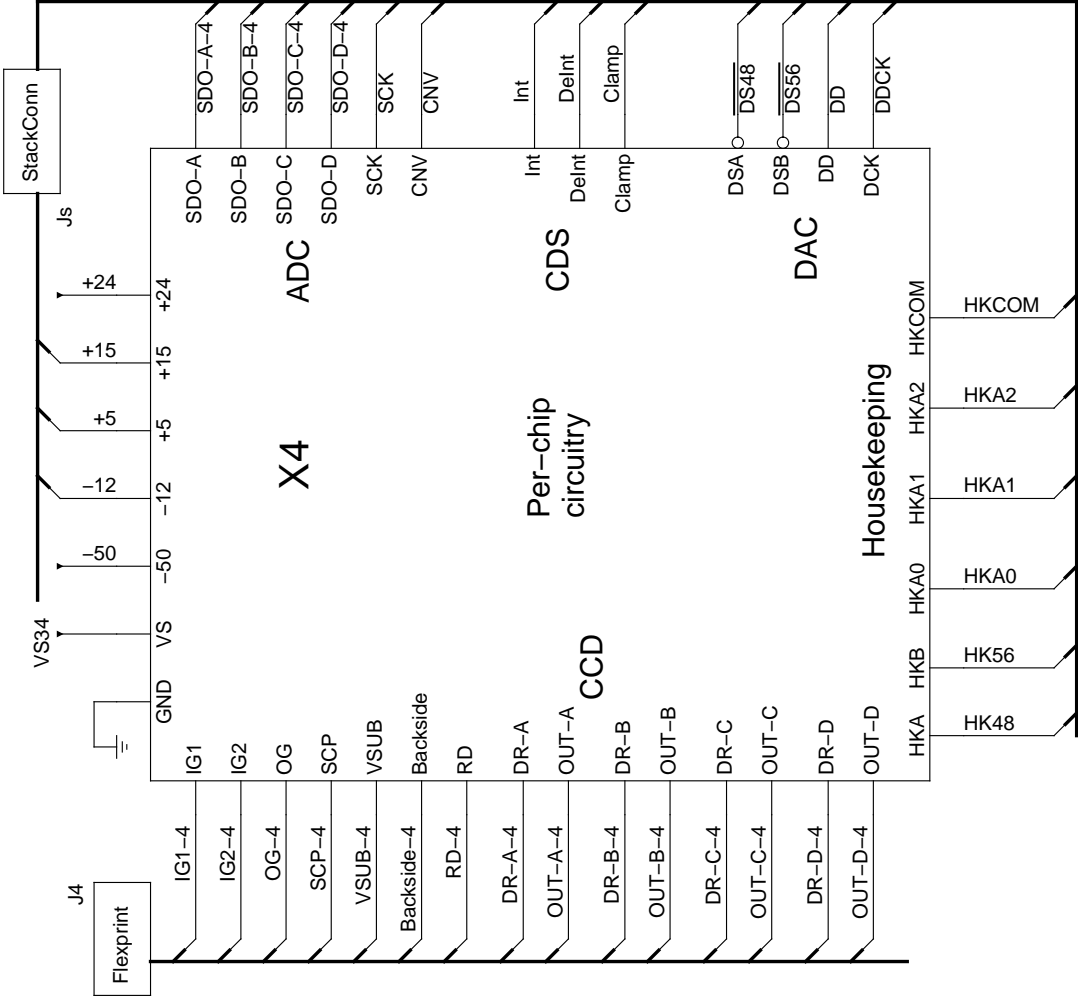 StackConn
Js
SDO–A–4
SDO–B–4
SDO–C–4
SDO–D–4
SCK
CNV
Int
DeInt
Clamp
DS48
DS56
DD
DDCK
SDO–A
SDO–B
SDO–C
SDO–D
SCK
CNV
Int
DeInt
Clamp
DSA
DSB
DD
DCK
ADC
CDS
DAC
+24
+15
+5
–12
–50
VS34
+24
+15
+5
–12
–50
VS
GND
X4
Per–chip
circuitry
Housekeeping
CCD
HKCOM
HKA2
HKA1
HKA0
HKB
HKA
HKCOM
HKA2
HKA1
HKA0
HK56
HK48
IG1
IG2
OG
SCP
VSUB
Backside
RD
DR–A
OUT–A
DR–B
OUT–B
DR–C
OUT–C
DR–D
OUT–D
IG1–4
IG2–4
OG–4
SCP–4
VSUB–4
Backside–4
RD–4
DR–A–4
OUT–A–4
DR–B–4
OUT–B–4
DR–C–4
OUT–C–4
DR–D–4
OUT–D–4
J4
Flexprint